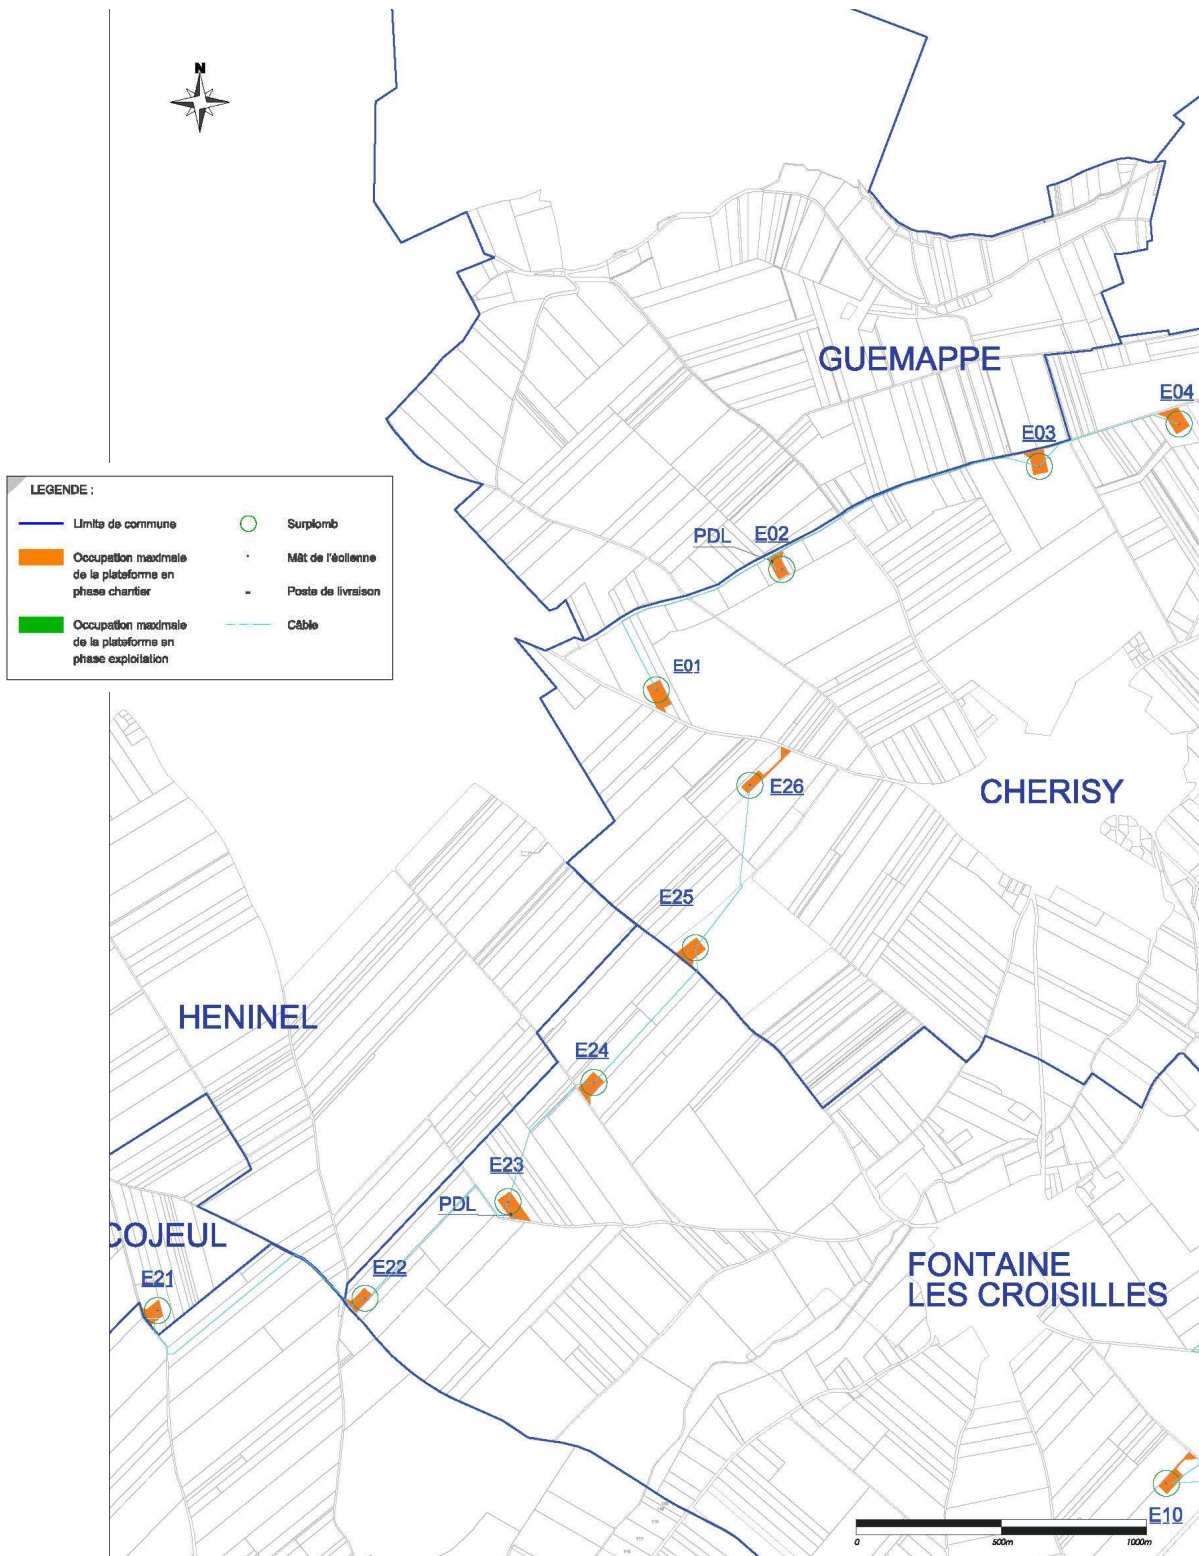 N
GUEMAPPE
E04
E03
LEGENDE :
Limite de commune
Surplomb
Occupation maximale
de la plateforme en
phase chantier
Mât de l'éolienne
Poste de livraison
Occupation maximale
de la plateforme en
phase exploitation
Câble
PDL
E02
E01
E26
CHERISY
E25
HENINEL
E24
E23
PDL
COJEUL
E21
E22
FONTAINE
LES CROISILLES
E10
0
500m
1000m